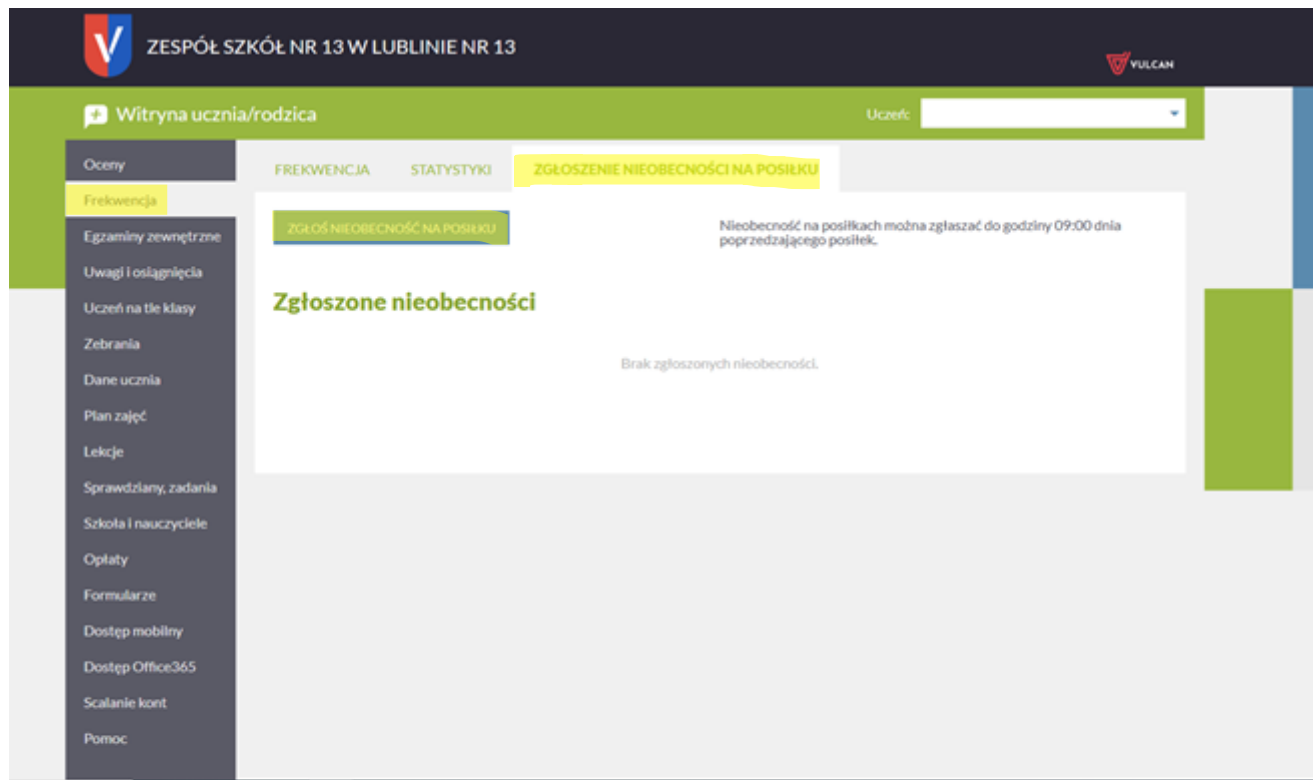 ZESPÓŁ SZKÓŁ NR 13 W LUBLINIE NR 13
VULCAN
Witryna ucznia/rodzica
Uczeń:
Oceny
Frekwencja
Egzaminy zewnętrzne
Uwagi i osiągnięcia
Uczeń na tle klasy
Zebrania
Dane ucznia
Plan zajęć
Lekcje
Sprawdziany, zadania
Szkoła i nauczyciele
Opłaty
Formularze
Dostęp mobilny
Dostęp Office365
Scalanie kont
Pomoc
FREKWENCJA STATYSTYKI ZGŁOSZENIE NIEOBECNOŚCI NA POSIŁKU
ZGŁOŚ NIEOBECNOŚĆ NA POSIŁKU
Nieobecność na posiłkach można zgłaszać do godziny 09:00 dnia
poprzedzającego posiłek.
Zgłoszone nieobecności
Brak zgłoszonych nieobecności.